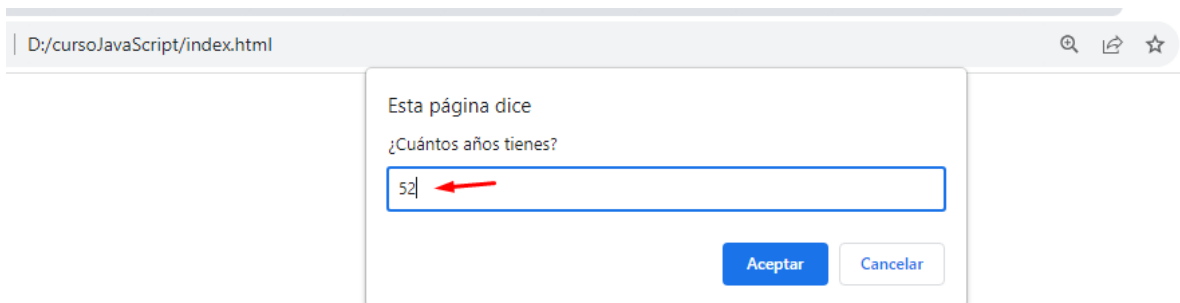 D:/cursoJavaScript/index.html
Esta página dice
¿Cuántos años tienes?
52
Aceptar Cancelar